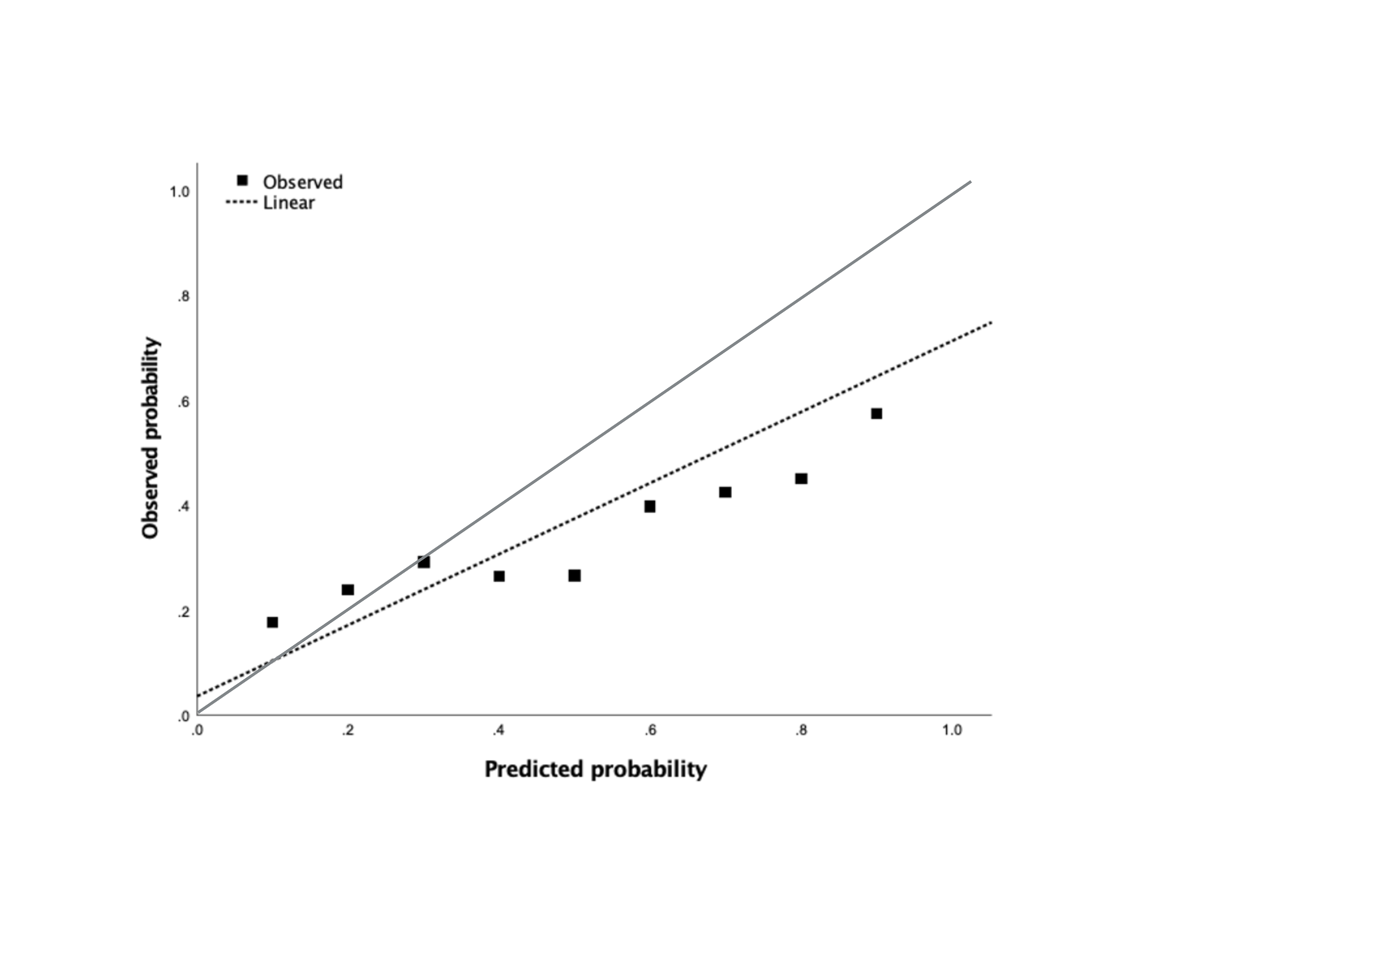 Observed
Linear
1.0
.8
.6
.4
.2
.0
Observed probability
.0 .2 .4 .6 .8 1.0
Predicted probability